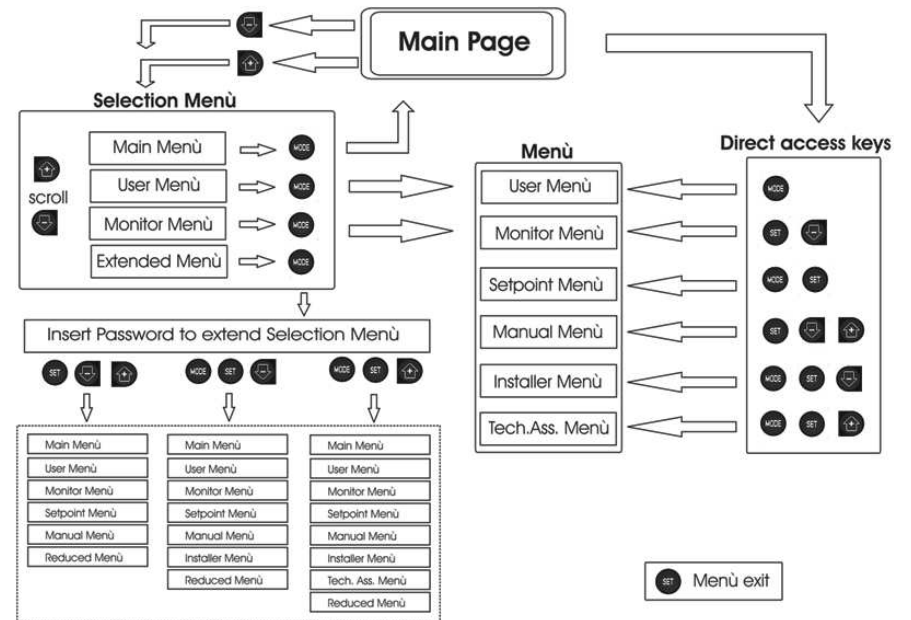 Main Page
Selection Menù
scroll
Main Menù
MODE
User Menù
MODE
Monitor Menù
MODE
Extended Menù
MODE
Insert Password to extend Selection Menù
SET
MODE SET
MODE SET
Main Menù
User Menù
Monitor Menù
Setpoint Menù
Manual Menù
Reduced Menù
Main Menù
User Menù
Monitor Menù
Setpoint Menù
Manual Menù
Installer Menù
Reduced Menù
Main Menù
User Menù
Monitor Menù
Setpoint Menù
Manual Menù
Installer Menù
Tech. Ass. Menù
Reduced Menù
Menù
User Menù
Monitor Menù
Setpoint Menù
Manual Menù
Installer Menù
Tech.Ass. Menù
Direct access keys
MODE
SET
MODE SET
SET
MODE SET
MODE SET
SET Menù exit